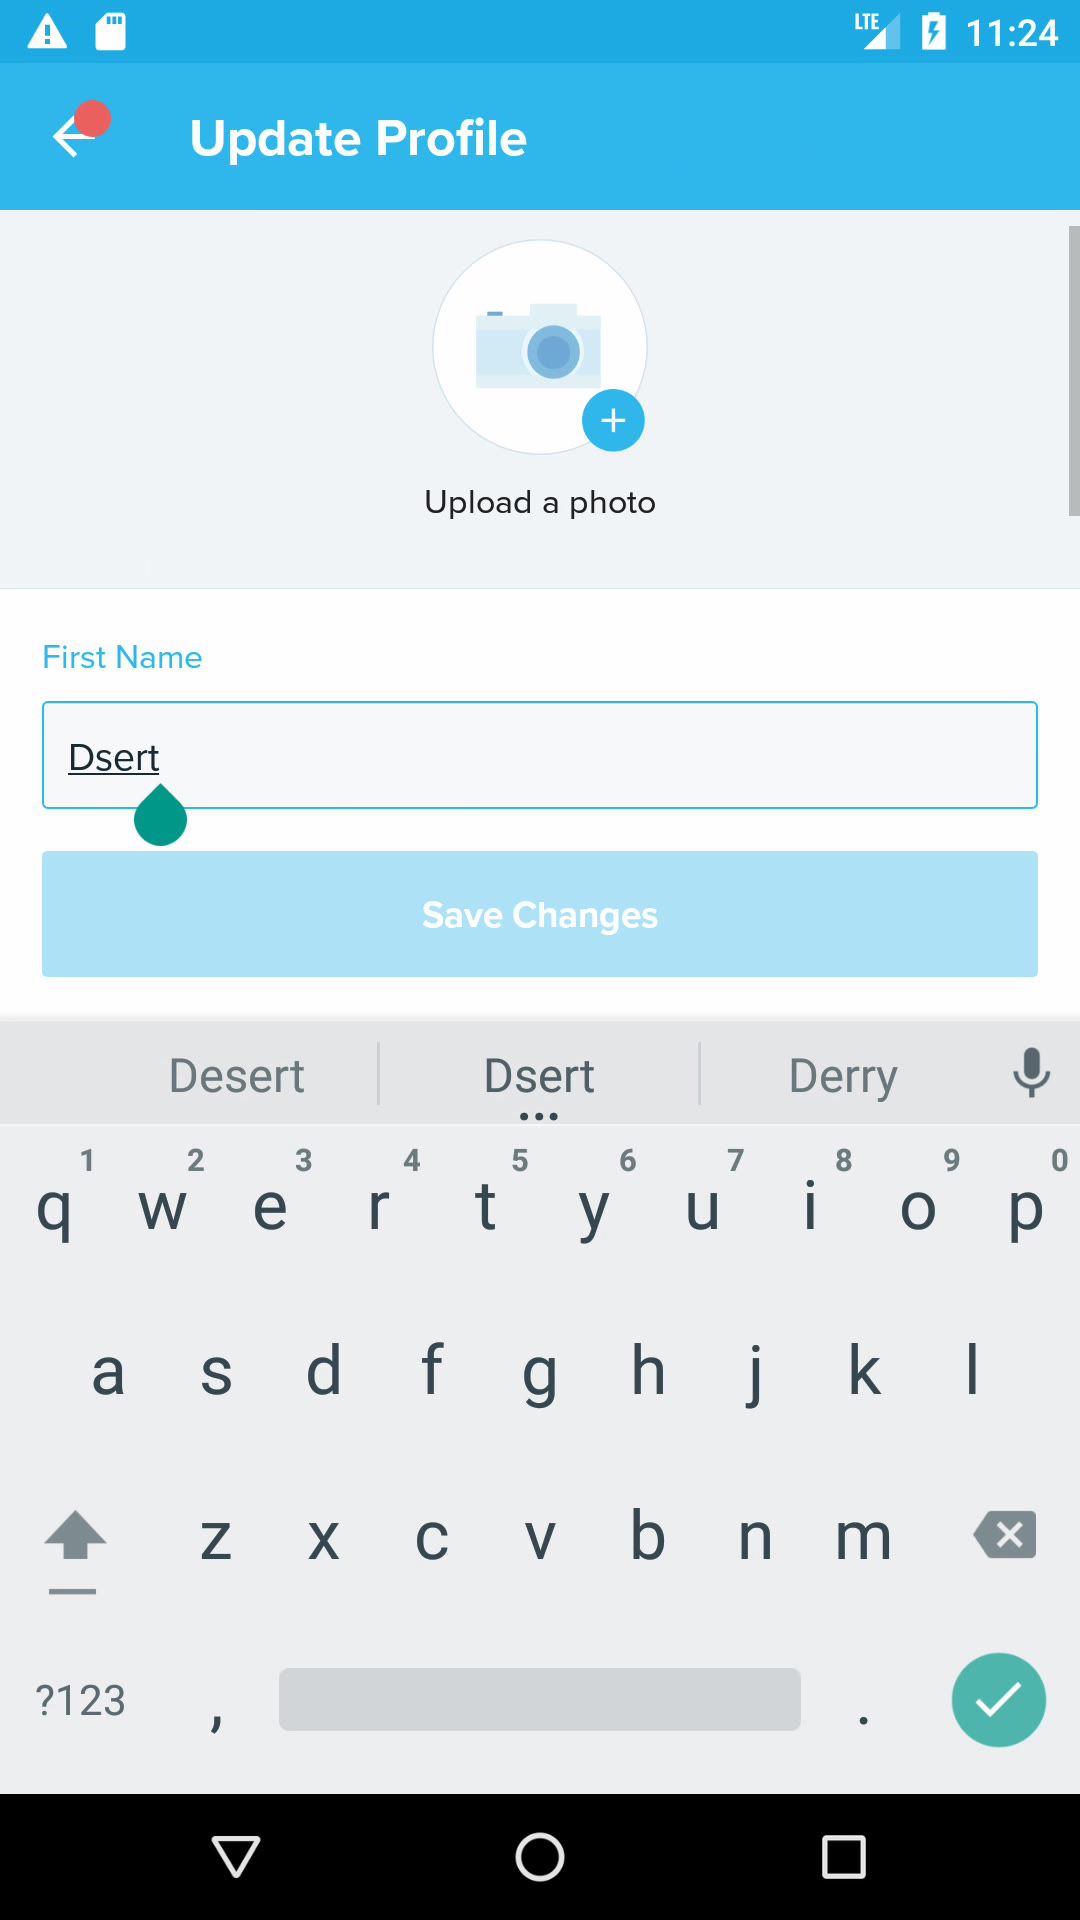 LTE 11:24
Update Profile
Upload a photo
First Name
Dsert
Save Changes
Desert Dsert Derry
1 2 3 4 5 6 7 8 9 0
q w e r t y u i o p
a s d f g h j k l
z x c v b n m
?123 , .